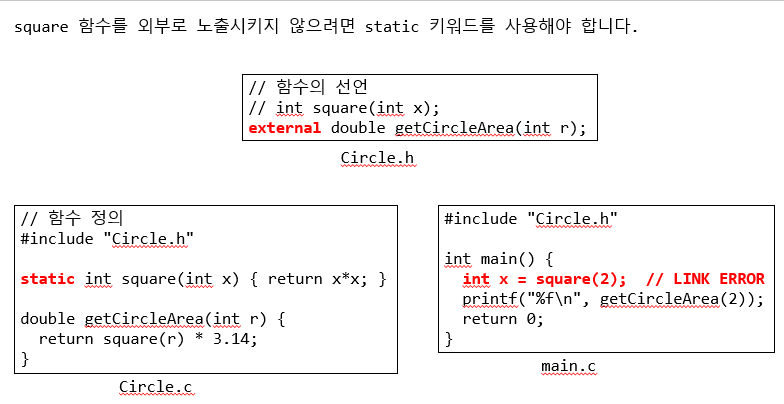 square 함수를 외부로 노출시키지 않으려면 static 키워드를 사용해야 합니다.
// 함수의 선언
// int square(int x);
external double getCircleArea(int r);
Circle.h
// 함수 정의
#include "Circle.h"
static int square(int x) { return x*x; }
double getCircleArea(int r) {
return square(r) * 3.14;
}
Circle.c
#include "Circle.h"
int main() {
int x = square(2);  // LINK ERROR
printf("%f\n", getCircleArea(2));
return 0;
}
main.c